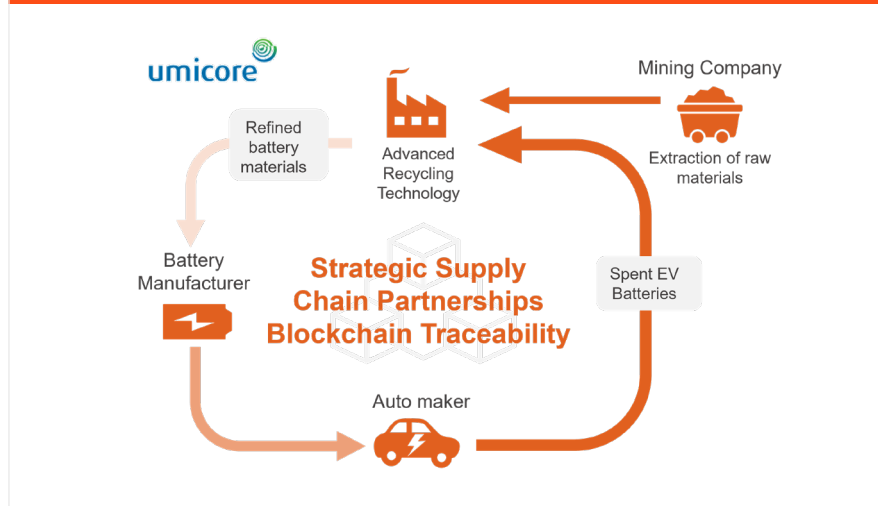 umicore
Mining Company
Refined
battery
materials
Advanced
Recycling
Technology
Extraction of raw
materials
Battery
Manufacturer
Strategic Supply
Chain Partnerships
Blockchain Traceability
Spent EV
Batteries
Auto maker